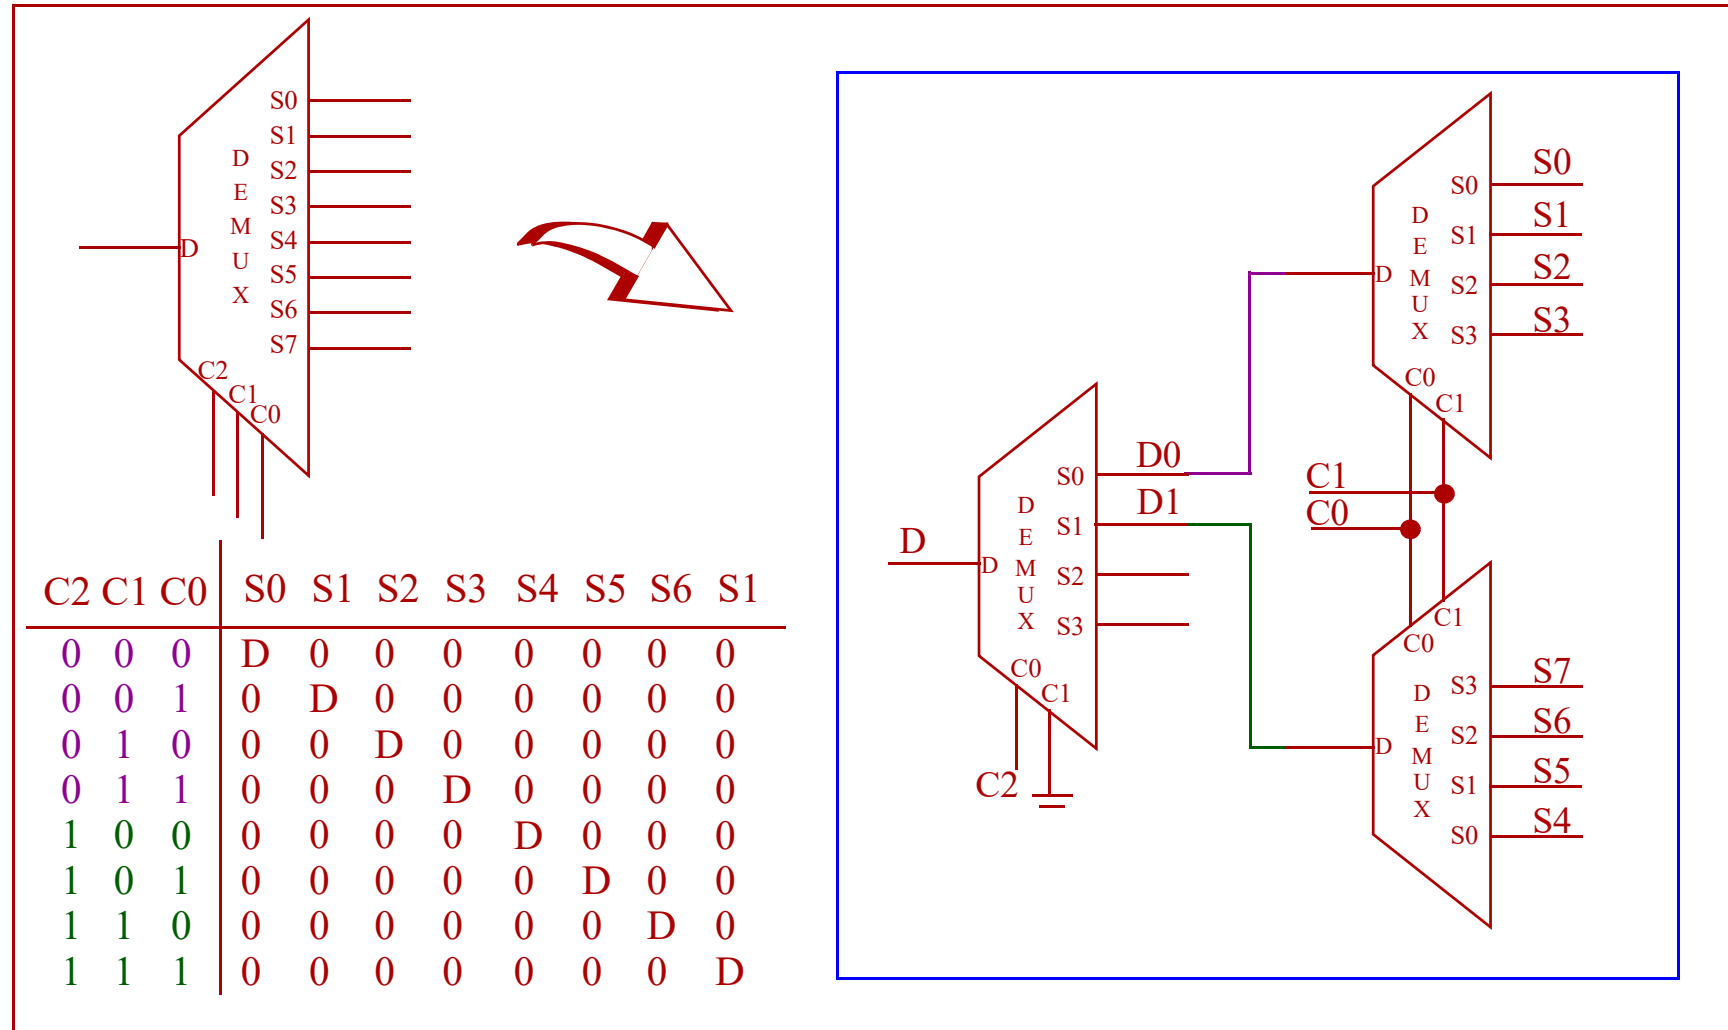 S0
S1
S2
S3
S4
S5
S6
S7
D
E
M
U
X
D
C2
C1
C0
C2 C1 C0 S0 S1 S2 S3 S4 S5 S6 S1
0 0 0 D 0 0 0 0 0 0 0
0 0 1 0 D 0 0 0 0 0 0
0 1 0 0 0 D 0 0 0 0 0
0 1 1 0 0 0 D 0 0 0 0
1 0 0 0 0 0 0 D 0 0 0
1 0 1 0 0 0 0 0 D 0 0
1 1 0 0 0 0 0 0 0 D 0
1 1 1 0 0 0 0 0 0 0 D
D
D
D
E
M
U
X
S0
S1
S2
S3
D0
D1
C0
C1
C2
D
D
E
M
U
X
S0 S0
S1 S1
S2 S2
S3 S3
C0
C1
C1
C0
C1
C0
D
D
E
M
U
X
S3 S7
S2 S6
S1 S5
S0 S4